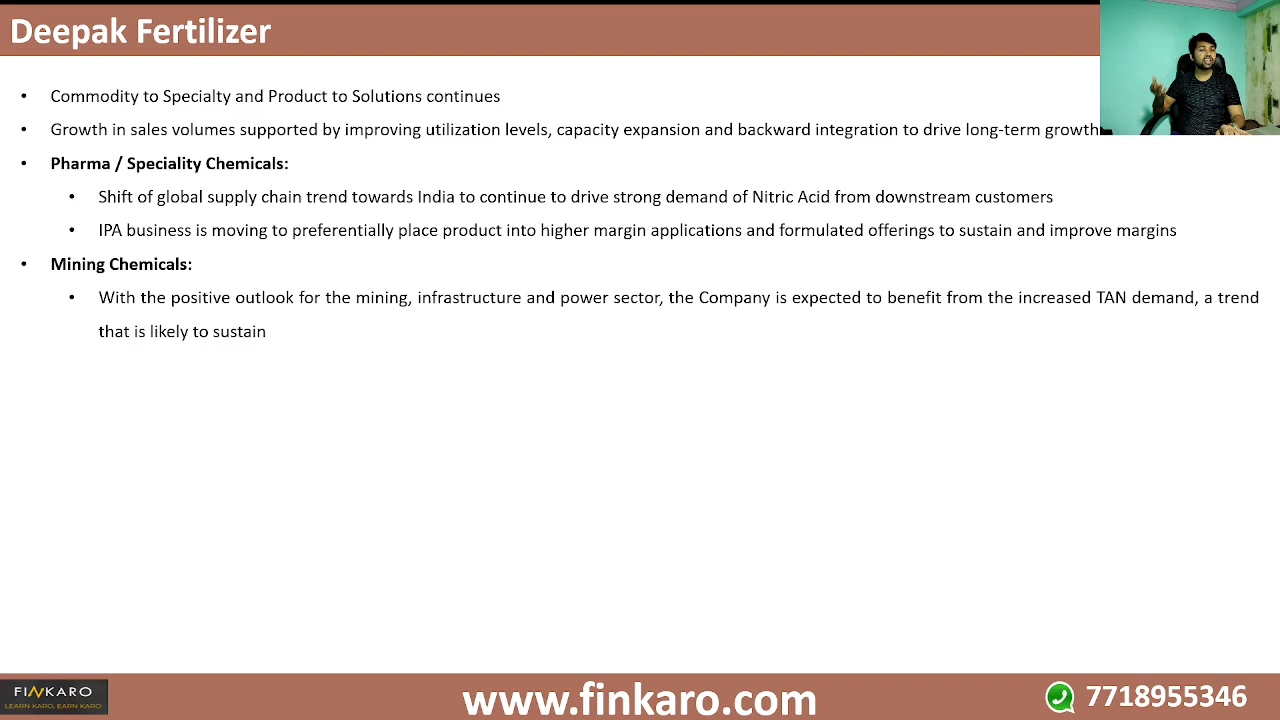 Deepak Fertilizer
• Commodity to Specialty and Product to Solutions continues
• Growth in sales volumes supported by improving utilization levels, capacity expansion and backward integration to drive long-term growth
• Pharma / Speciality Chemicals:
• Shift of global supply chain trend towards India to continue to drive strong demand of Nitric Acid from downstream customers
• IPA business is moving to preferentially place product into higher margin applications and formulated offerings to sustain and improve margins
• Mining Chemicals:
• With the positive outlook for the mining, infrastructure and power sector, the Company is expected to benefit from the increased TAN demand, a trend
that is likely to sustain
FINKARO
LEARN KARO, EARN KARO
www.finkaro.com
7718955346